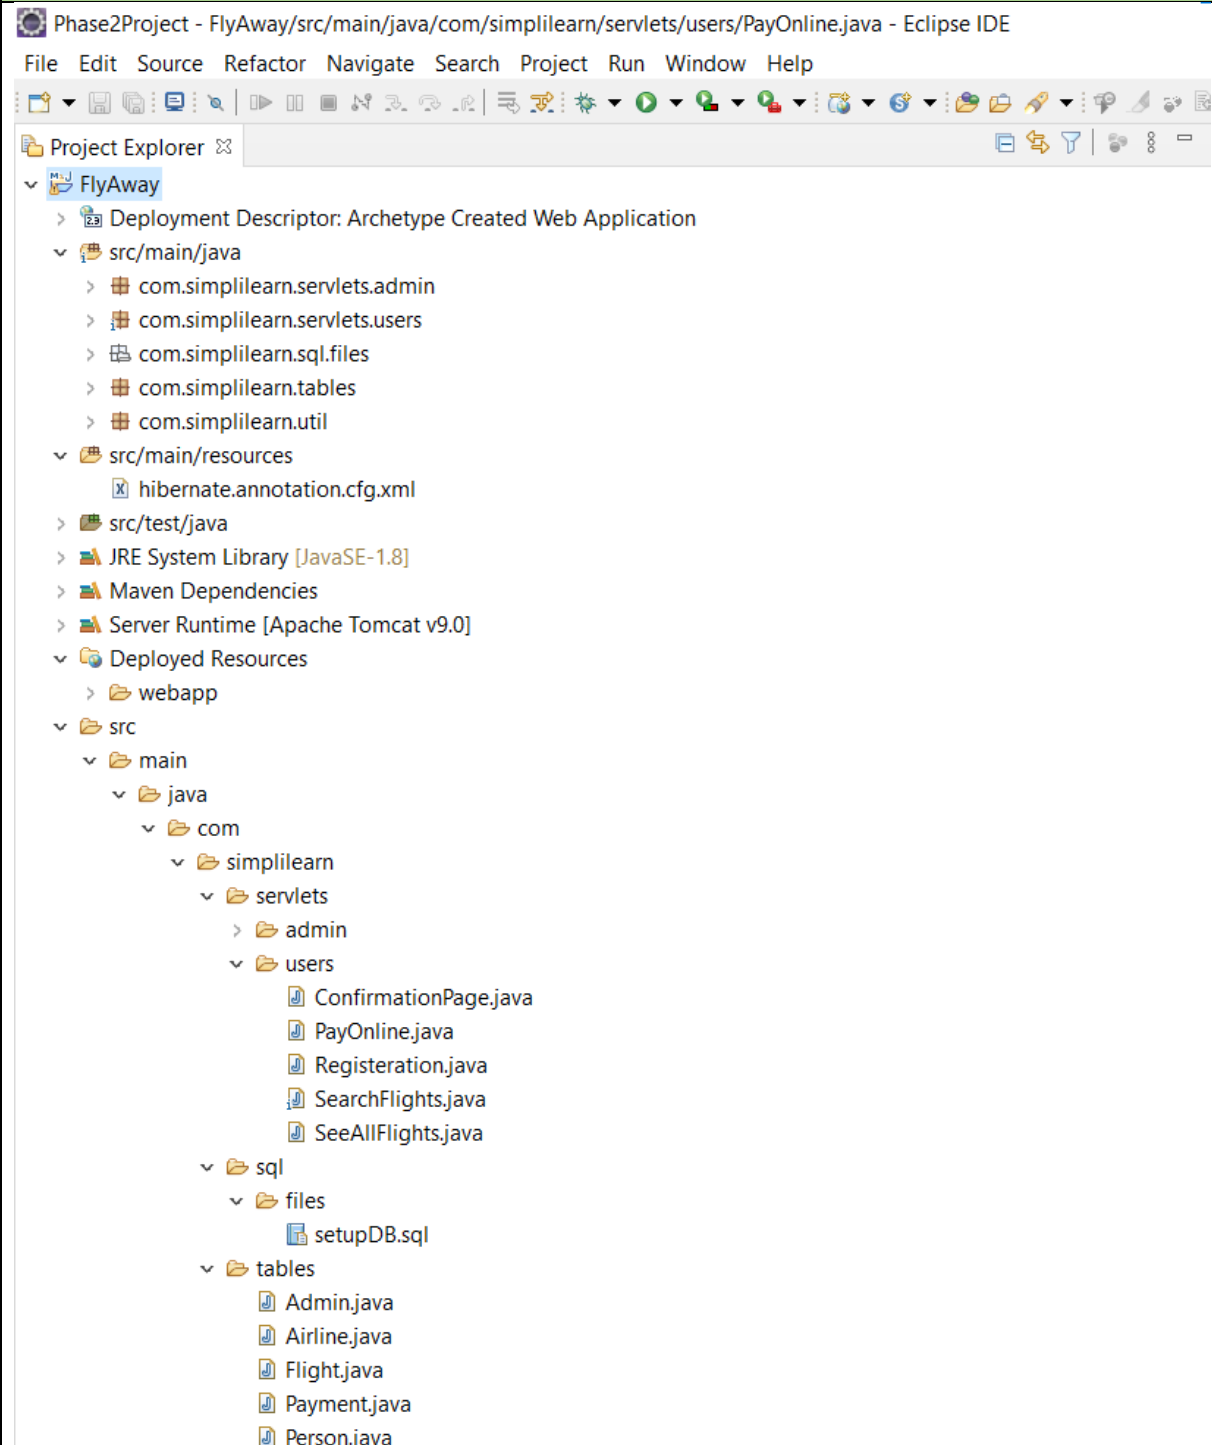 Phase2Project - FlyAway/src/main/java/com/simplilearn/servlets/users/PayOnline.java - Eclipse IDE
File Edit Source Refactor Navigate Search Project Run Window Help
Project Explorer
FlyAway
Deployment Descriptor: Archetype Created Web Application
src/main/java
com.simplilearn.servlets.admin
com.simplilearn.servlets.users
com.simplilearn.sql.files
com.simplilearn.tables
com.simplilearn.util
src/main/resources
hibernate.annotation.cfg.xml
src/test/java
JRE System Library [JavaSE-1.8]
Maven Dependencies
Server Runtime [Apache Tomcat v9.0]
Deployed Resources
webapp
src
main
java
com
simplilearn
servlets
admin
users
ConfirmationPage.java
PayOnline.java
Registeration.java
SearchFlights.java
SeeAllFlights.java
sql
files
setupDB.sql
tables
Admin.java
Airline.java
Flight.java
Payment.java
Person.java